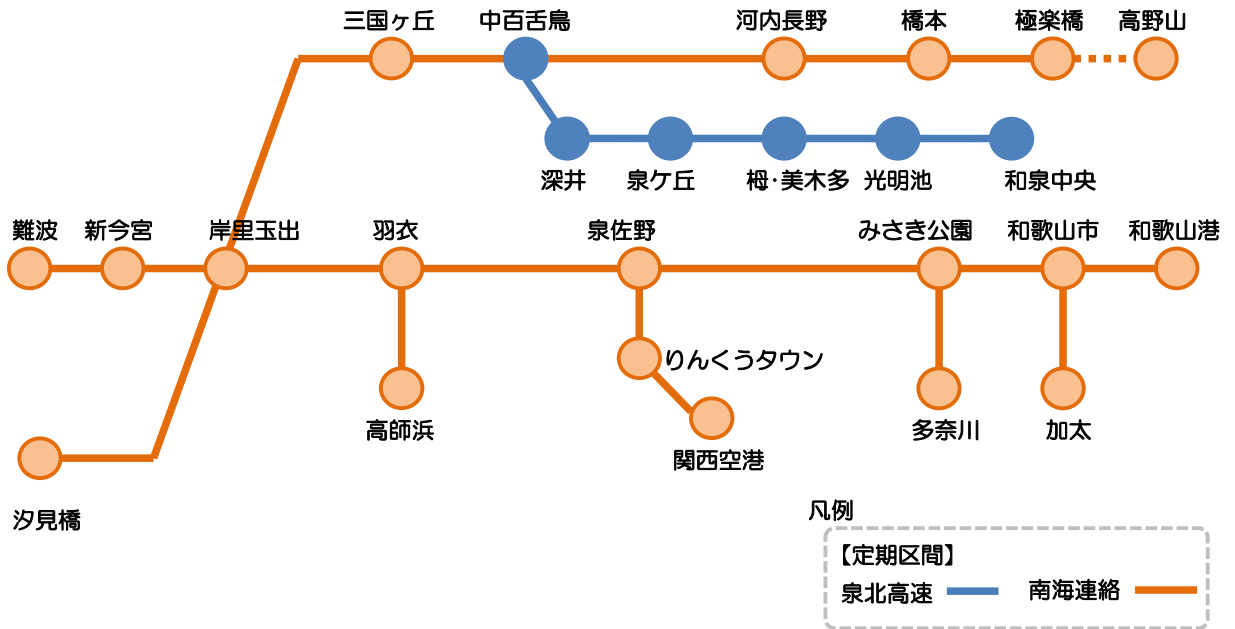 三国ヶ丘
中百舌鳥
河内長野
橋本
極楽橋
高野山
深井
泉ケ丘
栂・美木多
光明池
和泉中央
難波
新今宮
岸里玉出
羽衣
泉佐野
みさき公園
和歌山市
和歌山港
りんくうタウン
高師浜
多奈川
加太
関西空港
汐見橋
凡例
【定期区間】
泉北高速
南海連絡